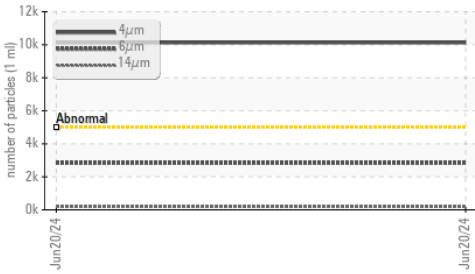 number of particles (1 ml)
12k
10k
8k
6k
4k
2k
0k
4µm
6µm
14µm
Abnormal
Jun20/24
Jun20/24